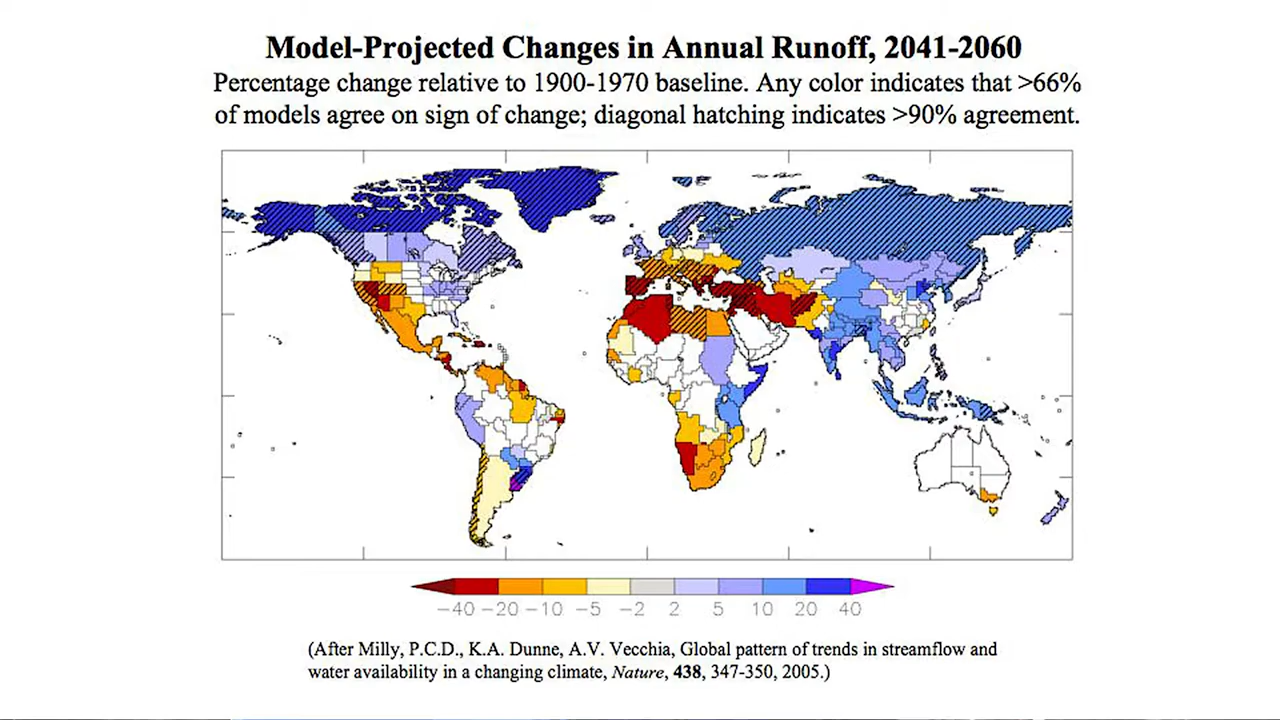 Model-Projected Changes in Annual Runoff, 2041-2060
Percentage change relative to 1900-1970 baseline. Any color indicates that >66%
of models agree on sign of change; diagonal hatching indicates >90% agreement.
−40 −20 −10 −5 −2 2 5 10 20 40
(After Milly, P.C.D., K.A. Dunne, A.V. Vecchia, Global pattern of trends in streamflow and
water availability in a changing climate, Nature, 438, 347-350, 2005.)